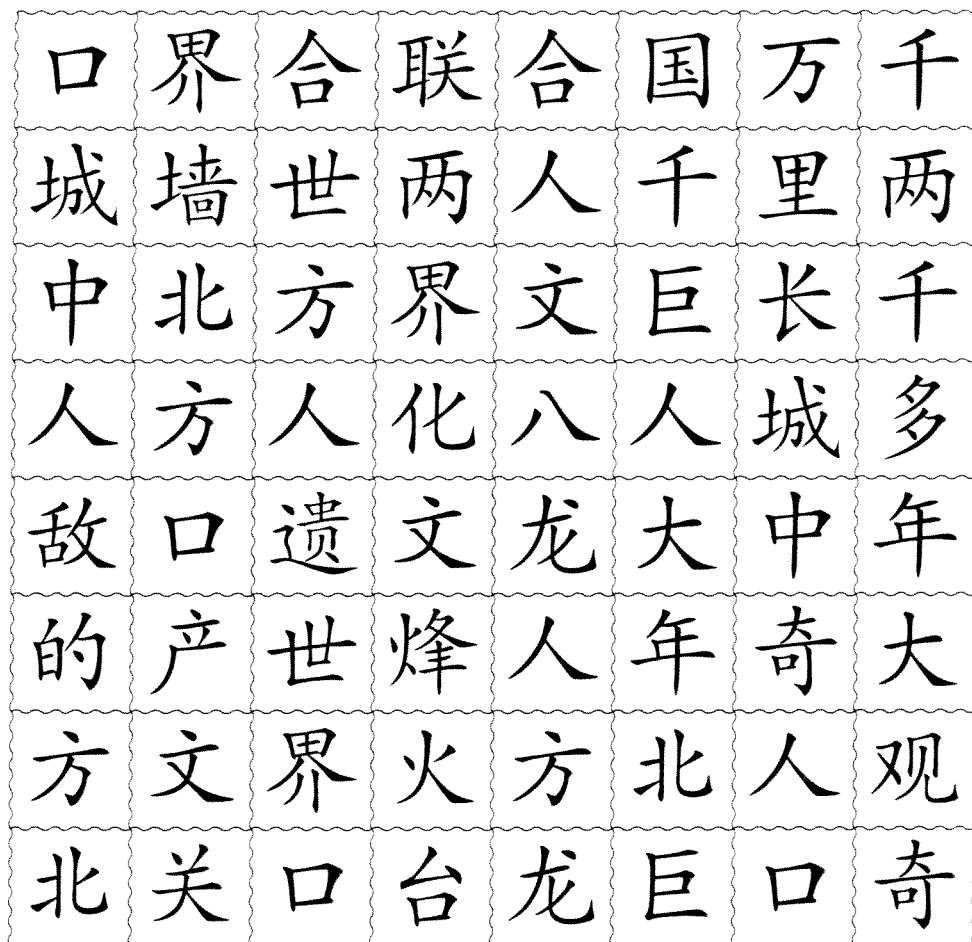 口界合联合国万千
城墙世两人千里两
中北方界文巨长千
人方人化八人城多
敌口遗文龙大中年
的产世烽人年奇大
方文界火方北人观
北关口台龙巨口奇